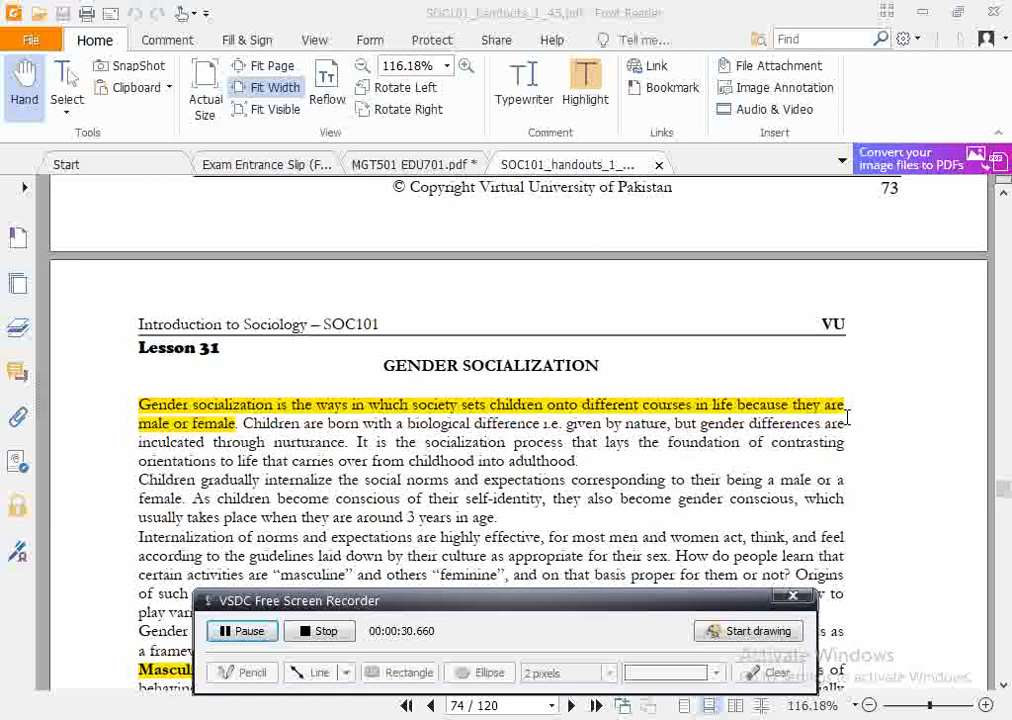 SOC101_handouts_1_45.pdf - Foxit Reader
File Home Comment Fill & Sign View Form Protect Share Help Tell me... Find
SnapShot Fit Page 116.18% Link File Attachment
Clipboard Fit Width Rotate Left Bookmark Image Annotation
Hand Select Actual Size Fit Visible Reflow Rotate Right Typewriter Highlight Audio & Video
Tools View Comment Links Insert
Start Exam Entrance Slip (F... MGT501 EDU701.pdf * SOC101_handouts_1_... Convert your image files to PDFs
© Copyright Virtual University of Pakistan 73
Introduction to Sociology – SOC101 VU
Lesson 31
GENDER SOCIALIZATION
Gender socialization is the ways in which society sets children onto different courses in life because they are
male or female. Children are born with a biological difference i.e. given by nature, but gender differences are
inculcated through nurturance. It is the socialization process that lays the foundation of contrasting
orientations to life that carries over from childhood into adulthood.
Children gradually internalize the social norms and expectations corresponding to their being a male or a
female. As children become conscious of their self-identity, they also become gender conscious, which
usually takes place when they are around 3 years in age.
Internalization of norms and expectations are highly effective, for most men and women act, think, and feel
according to the guidelines laid down by their culture as appropriate for their sex. How do people learn that
certain activities are “masculine” and others “feminine”, and on that basis proper for them or not? Origins
of such to
play
Gender as
a of
VSDC Free Screen Recorder
Pause Stop 00:00:30.660 Start drawing
Pencil Line Rectangle Ellipse 2 pixels Clear
Activate Windows
to activate Windows.
74 / 120 116.18%